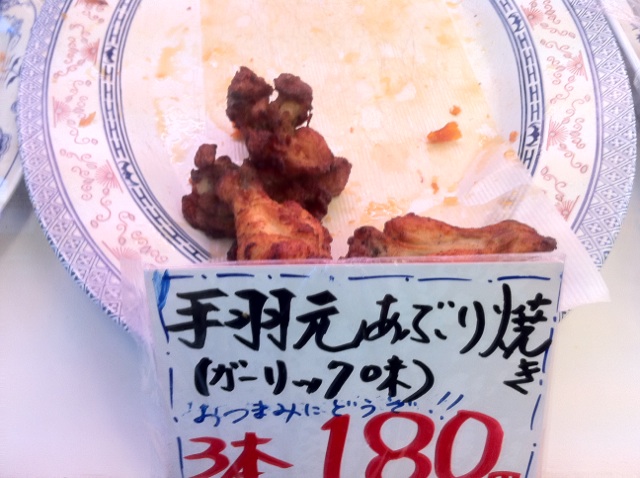 手羽元あぶり焼き
(ガーリック味)
おつまみにどうぞ!!
3本 180円